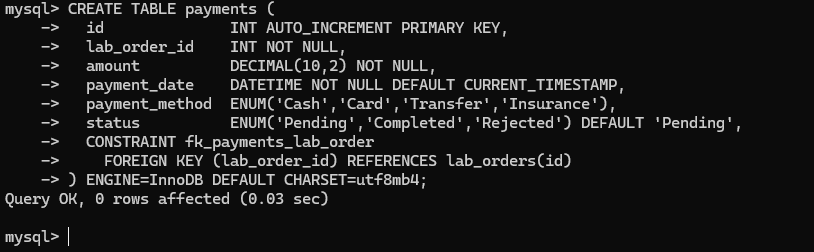 mysql> CREATE TABLE payments (
    ->   id              INT AUTO_INCREMENT PRIMARY KEY,
    ->   lab_order_id    INT NOT NULL,
    ->   amount          DECIMAL(10,2) NOT NULL,
    ->   payment_date    DATETIME NOT NULL DEFAULT CURRENT_TIMESTAMP,
    ->   payment_method  ENUM('Cash','Card','Transfer','Insurance'),
    ->   status          ENUM('Pending','Completed','Rejected') DEFAULT 'Pending',
    ->   CONSTRAINT fk_payments_lab_order
    ->     FOREIGN KEY (lab_order_id) REFERENCES lab_orders(id)
    -> ) ENGINE=InnoDB DEFAULT CHARSET=utf8mb4;
Query OK, 0 rows affected (0.03 sec)
mysql>